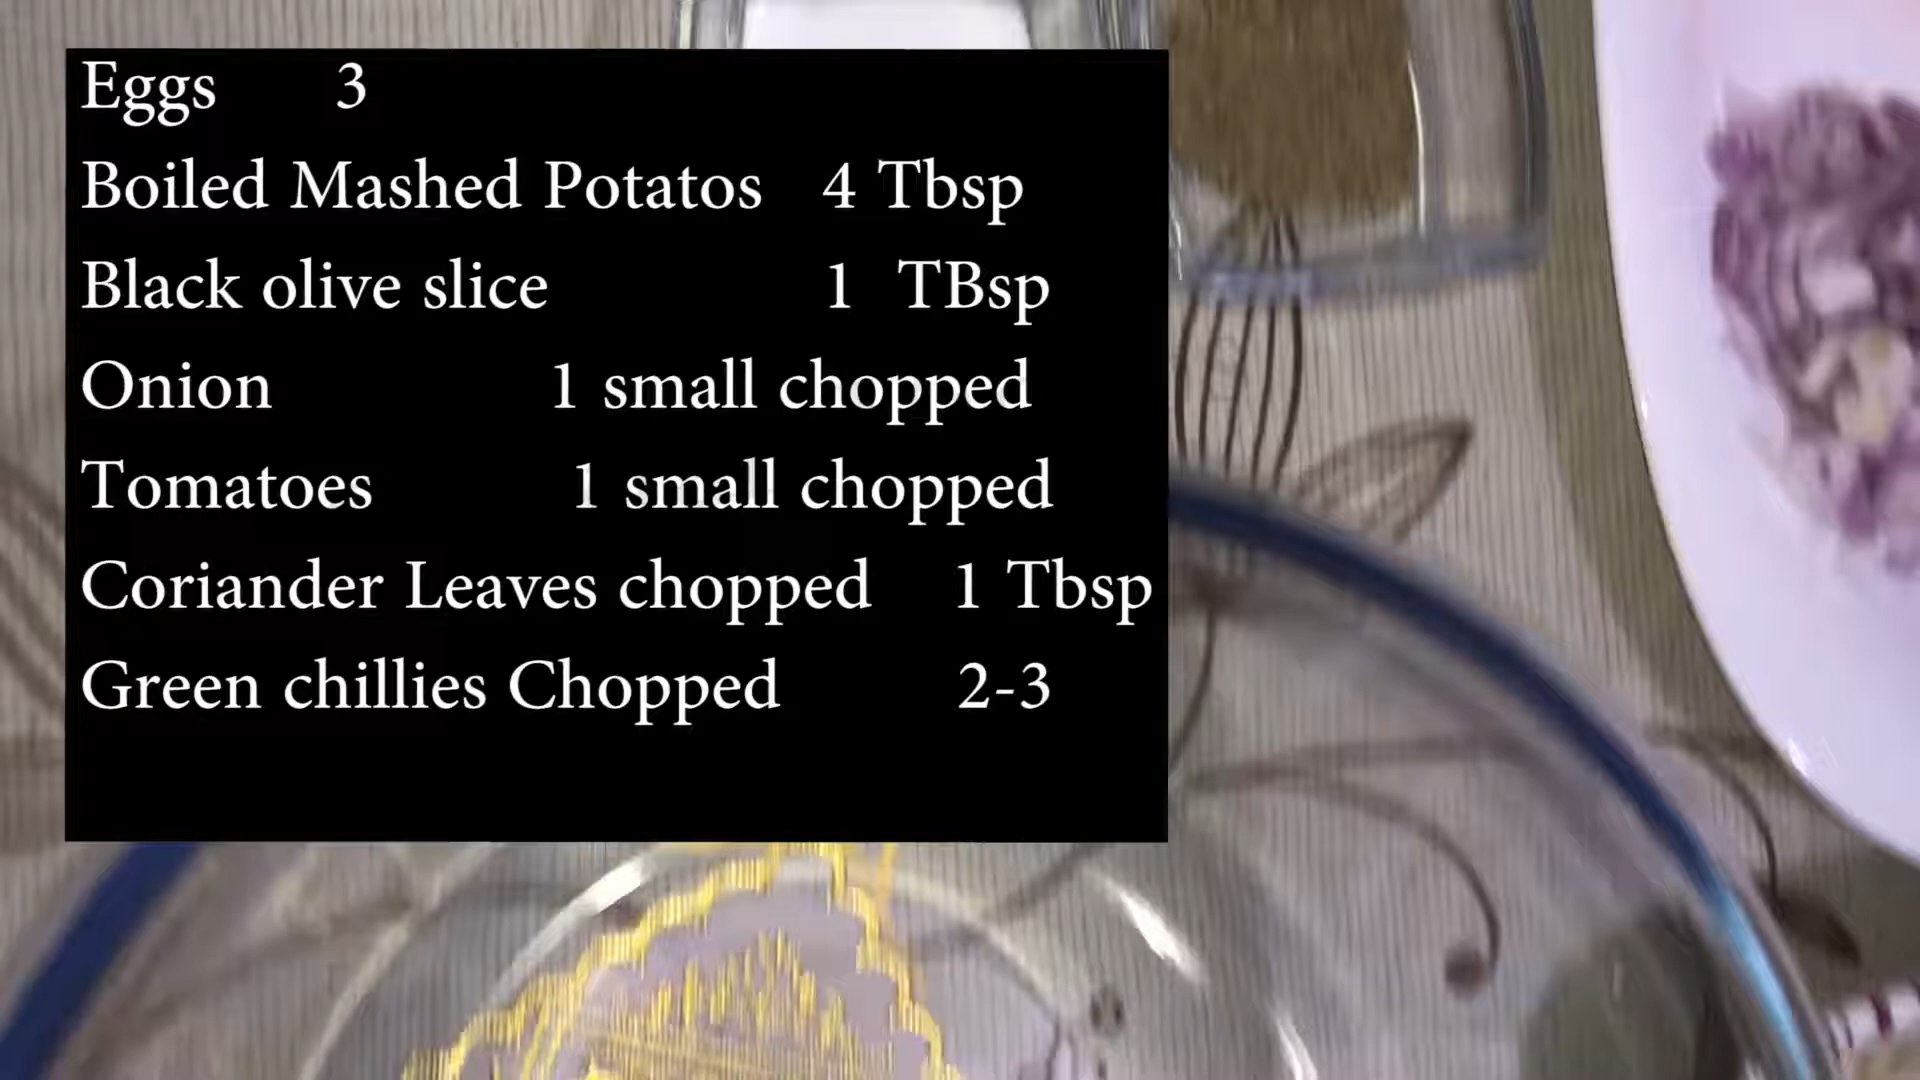 Eggs 3
Boiled Mashed Potatos 4 Tbsp
Black olive slice 1 TBsp
Onion 1 small chopped
Tomatoes 1 small chopped
Coriander Leaves chopped 1 Tbsp
Green chillies Chopped 2-3